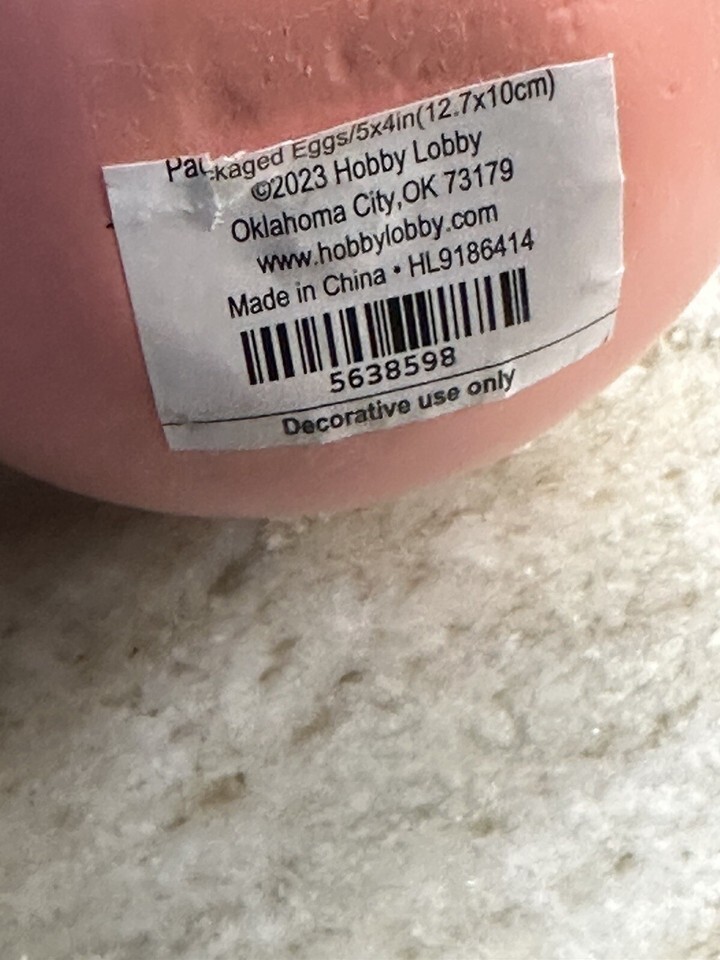 Packaged Eggs/5x4in(12.7x10cm)
©2023 Hobby Lobby
Oklahoma City,OK 73179
www.hobbylobby.com
Made in China • HL9186414
5638598
Decorative use only